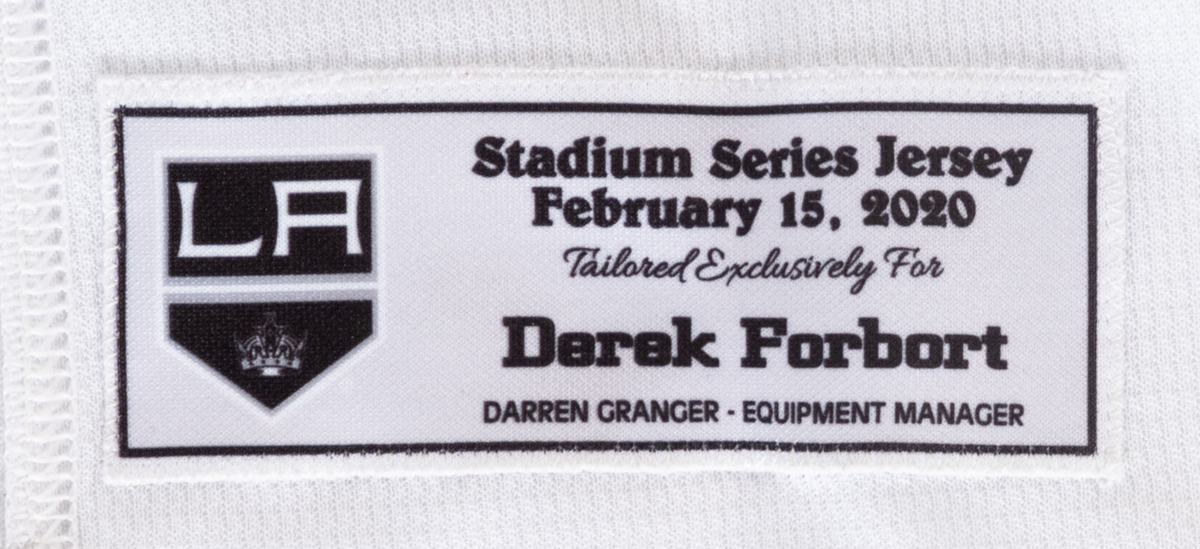 LA
Stadium Series Jersey
February 15, 2020
Tailored Exclusively For
Derek Forbort
DARREN GRANGER - EQUIPMENT MANAGER